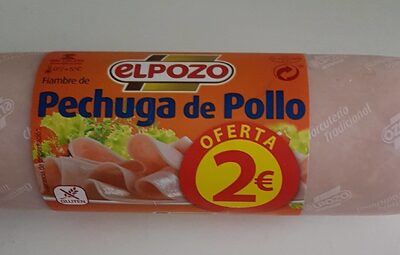 ELPOZO
Fiambre de
Pechuga de Pollo
OFERTA
2€
GLUTEN
Charcutería
Tradicional